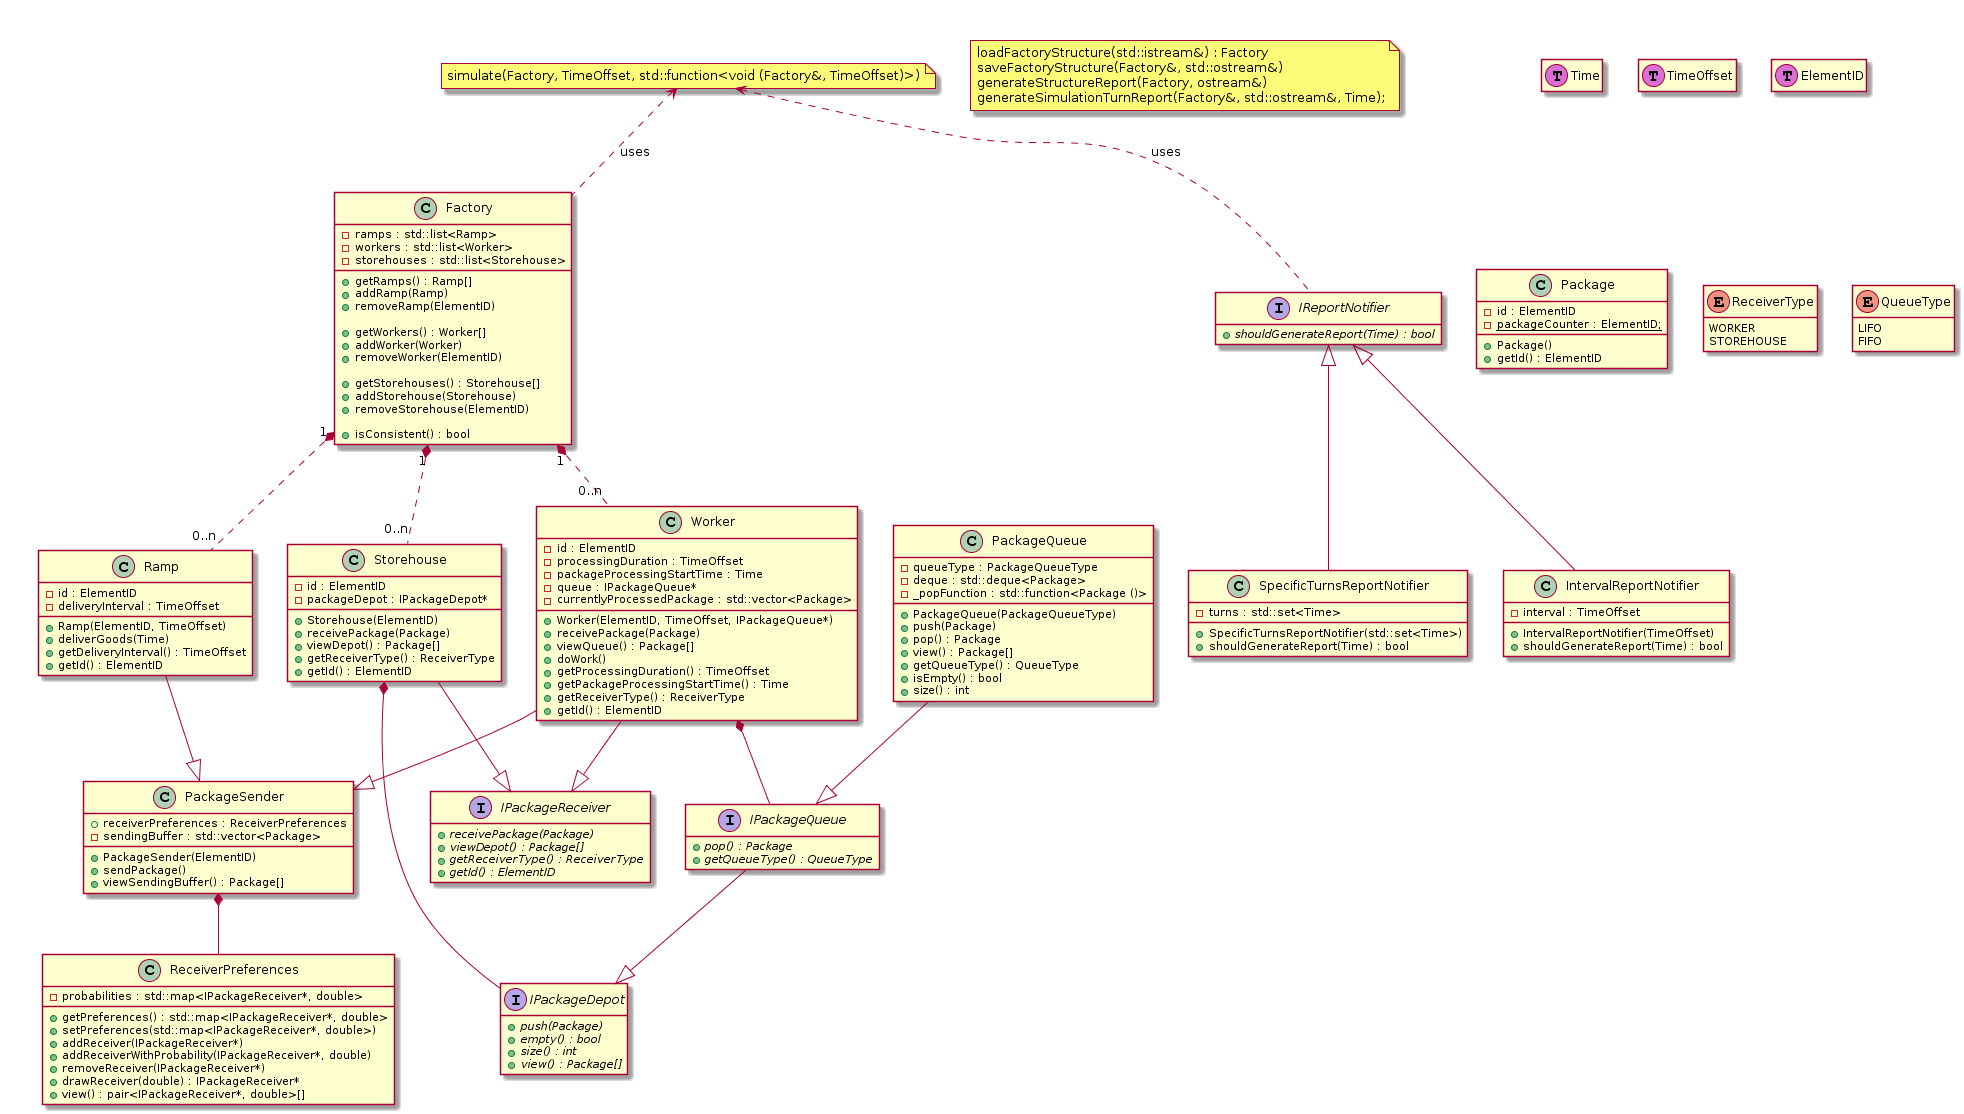 simulate(Factory, TimeOffset, std::function<void (Factory&, TimeOffset)>)
loadFactoryStructure(std::istream&) : Factory
saveFactoryStructure(Factory&, std::ostream&)
generateStructureReport(Factory, ostream&)
generateSimulationTurnReport(Factory&, std::ostream&, Time);
T Time
T TimeOffset
T ElementID
uses
uses
C Factory
ramps : std::list<Ramp>
workers : std::list<Worker>
storehouses : std::list<Storehouse>
getRamps() : Ramp[]
addRamp(Ramp)
removeRamp(ElementID)
getWorkers() : Worker[]
addWorker(Worker)
removeWorker(ElementID)
getStorehouses() : Storehouse[]
addStorehouse(Storehouse)
removeStorehouse(ElementID)
isConsistent() : bool
I IReportNotifier
shouldGenerateReport(Time) : bool
C Package
id : ElementID
packageCounter : ElementID;
Package()
getId() : ElementID
E ReceiverType
WORKER
STOREHOUSE
E QueueType
LIFO
FIFO
1
1
1
0..n
0..n
0..n
C Ramp
id : ElementID
deliveryInterval : TimeOffset
Ramp(ElementID, TimeOffset)
deliverGoods(Time)
getDeliveryInterval() : TimeOffset
getId() : ElementID
C Storehouse
id : ElementID
packageDepot : IPackageDepot*
Storehouse(ElementID)
receivePackage(Package)
viewDepot() : Package[]
getReceiverType() : ReceiverType
getId() : ElementID
C Worker
id : ElementID
processingDuration : TimeOffset
packageProcessingStartTime : Time
queue : IPackageQueue*
currentlyProcessedPackage : std::vector<Package>
Worker(ElementID, TimeOffset, IPackageQueue*)
receivePackage(Package)
viewQueue() : Package[]
doWork()
getProcessingDuration() : TimeOffset
getPackageProcessingStartTime() : Time
getReceiverType() : ReceiverType
getId() : ElementID
C PackageQueue
queueType : PackageQueueType
deque : std::deque<Package>
_popFunction : std::function<Package ()>
PackageQueue(PackageQueueType)
push(Package)
pop() : Package
view() : Package[]
getQueueType() : QueueType
isEmpty() : bool
size() : int
C SpecificTurnsReportNotifier
turns : std::set<Time>
SpecificTurnsReportNotifier(std::set<Time>)
shouldGenerateReport(Time) : bool
C IntervalReportNotifier
interval : TimeOffset
IntervalReportNotifier(TimeOffset)
shouldGenerateReport(Time) : bool
C PackageSender
receiverPreferences : ReceiverPreferences
sendingBuffer : std::vector<Package>
PackageSender(ElementID)
sendPackage()
viewSendingBuffer() : Package[]
I IPackageReceiver
receivePackage(Package)
viewDepot() : Package[]
getReceiverType() : ReceiverType
getId() : ElementID
I IPackageQueue
pop() : Package
getQueueType() : QueueType
C ReceiverPreferences
probabilities : std::map<IPackageReceiver*, double>
getPreferences() : std::map<IPackageReceiver*, double>
setPreferences(std::map<IPackageReceiver*, double>)
addReceiver(IPackageReceiver*)
addReceiverWithProbability(IPackageReceiver*, double)
removeReceiver(IPackageReceiver*)
drawReceiver(double) : IPackageReceiver*
view() : pair<IPackageReceiver*, double>[]
I IPackageDepot
push(Package)
empty() : bool
size() : int
view() : Package[]